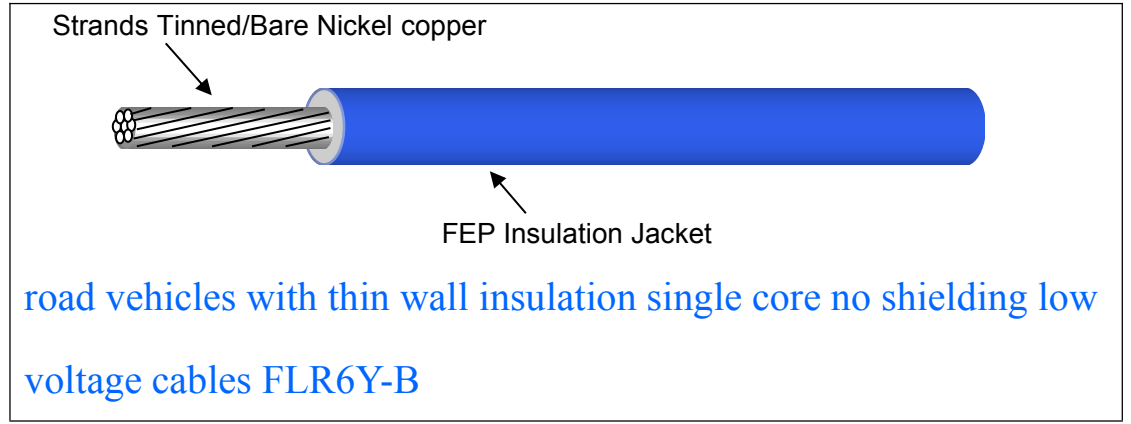 Strands Tinned/Bare Nickel copper
FEP Insulation Jacket
road vehicles with thin wall insulation single core no shielding low
voltage cables FLR6Y-B